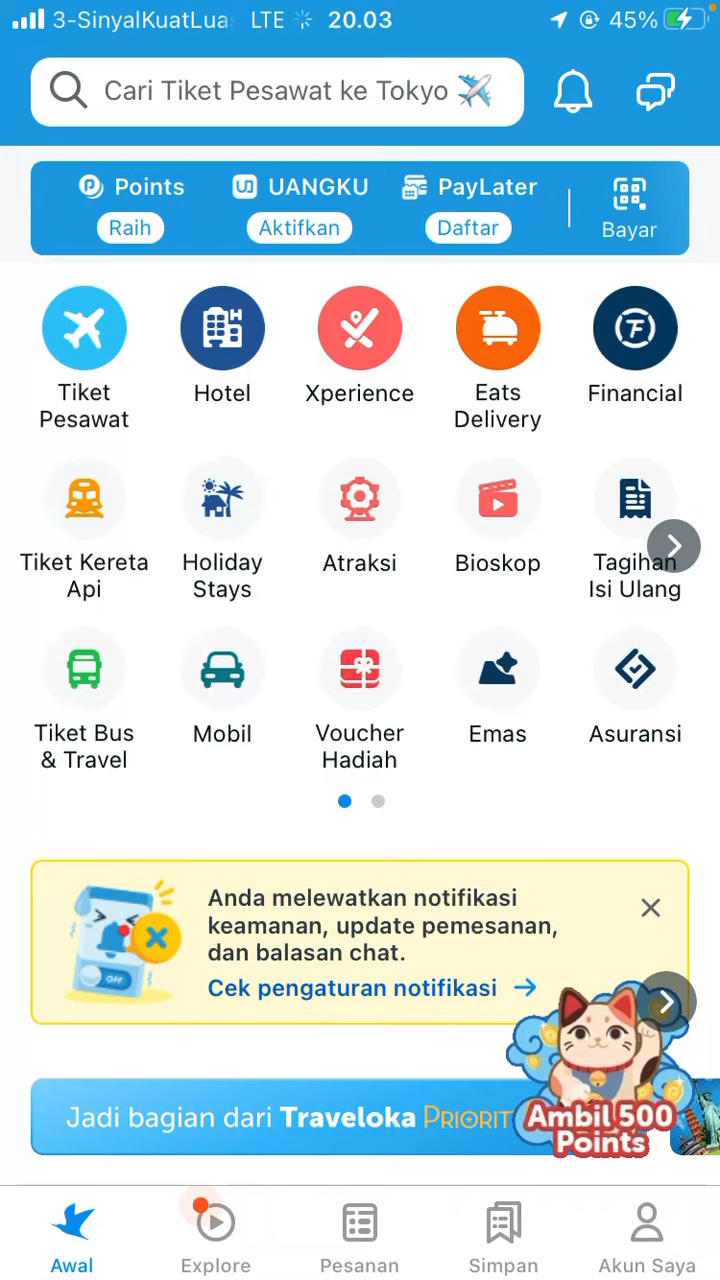 3-SinyalKuatLua LTE 20.03 45%
Cari Tiket Pesawat ke Tokyo
Points UANGKU PayLater
Raih Aktifkan Daftar Bayar
Tiket Pesawat
Hotel
Xperience
Eats Delivery
Financial
Tiket Kereta Api
Holiday Stays
Atraksi
Bioskop
Tagihan Isi Ulang
Tiket Bus & Travel
Mobil
Voucher Hadiah
Emas
Asuransi
Anda melewatkan notifikasi
keamanan, update pemesanan,
dan balasan chat.
OFF
Cek pengaturan notifikasi →
Jadi bagian dari Traveloka PRIORIT
Ambil 500
Points
Awal Explore Pesanan Simpan Akun Saya